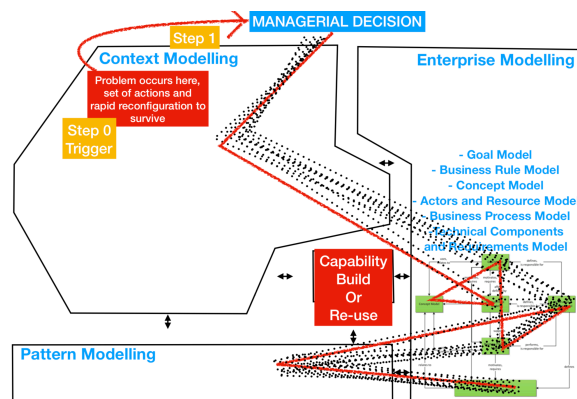 MANAGERIAL DECISION
Step 1
Context Modelling
Enterprise Modelling
Problem occurs here,
set of actions and
rapid reconfiguration to
survive
Step 0
Trigger
- Goal Model
- Business Rule Model
- Concept Model
- Actors and Resource Mode
- Business Process Model
- Technical Components
and Requirements Model
Capability
Build
Or
Re-use
Pattern Modelling